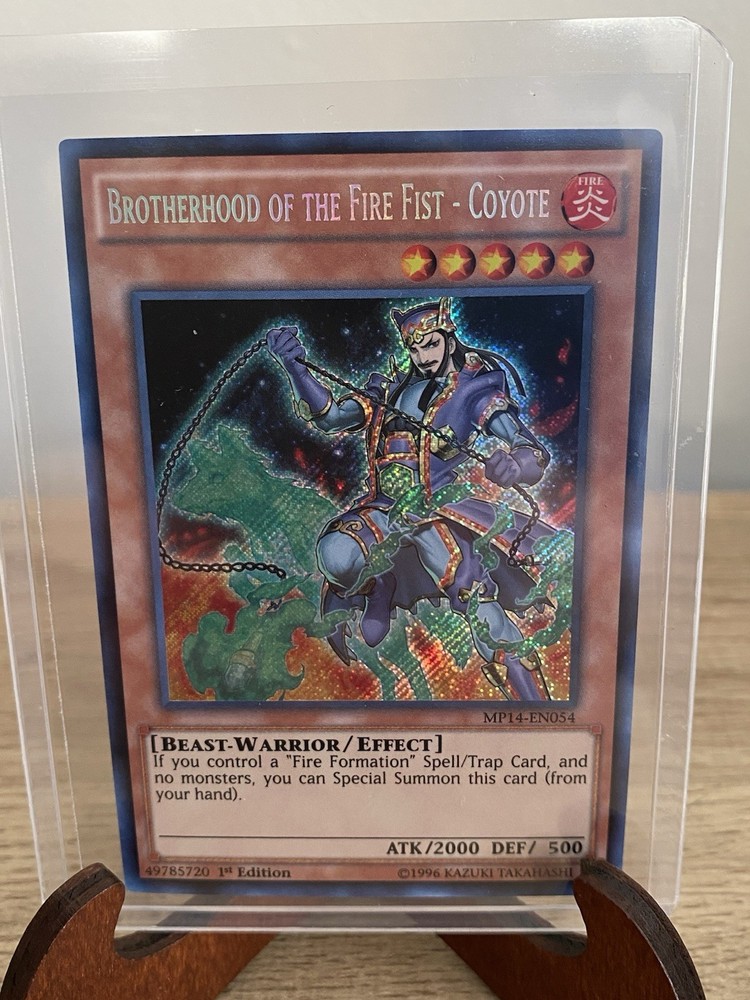 BROTHERHOOD OF THE FIRE FIST - COYOTE
FIRE
炎
MP14-EN054
[BEAST-WARRIOR/EFFECT]
If you control a "Fire Formation" Spell/Trap Card, and
no monsters, you can Special Summon this card (from
your hand).
ATK/2000 DEF/ 500
49785720 1st Edition ©1996 KAZUKI TAKAHASHI